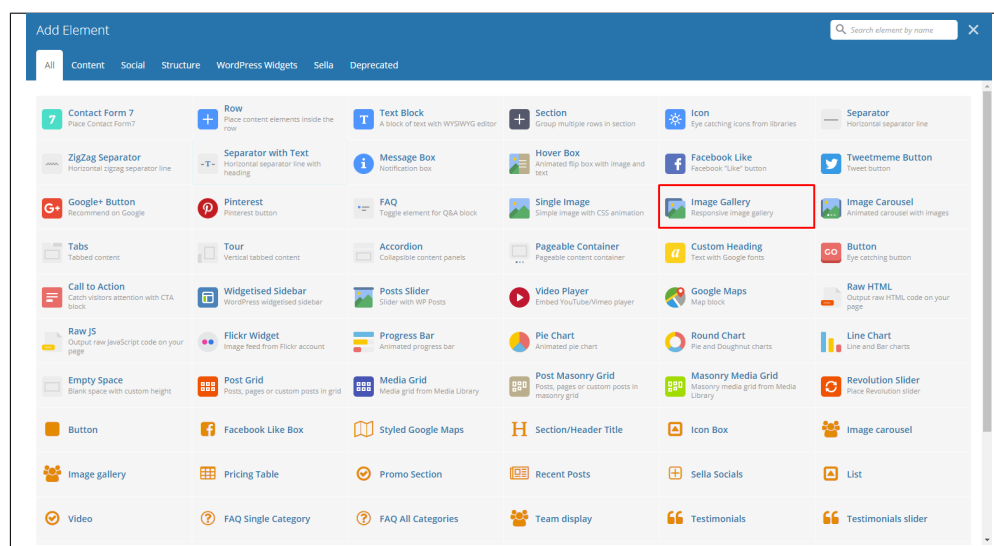 Add Element
Search element by name
All Content Social Structure WordPress Widgets Sella Deprecated
7 Contact Form 7
Place Contact Form7
Row
Place content elements inside the
row
T Text Block
A block of text with WYSIWYG editor
Section
Group multiple rows in section
Icon
Eye catching icons from libraries
Separator
Horizontal separator line
ZigZag Separator
Horizontal zigzag separator line
-T- Separator with Text
Horizontal separator line with
heading
i Message Box
Notification box
Hover Box
Animated flip box with image and
text
f Facebook Like
Facebook "Like" button
Tweetmeme Button
Tweet button
G+ Google+ Button
Recommend on Google
Pinterest
Pinterest button
FAQ
Toggle element for Q&A block
Single Image
Simple image with CSS animation
Image Gallery
Responsive image gallery
Image Carousel
Animated carousel with images
Tabs
Tabbed content
Tour
Vertical tabbed content
Accordion
Collapsible content panels
Pageable Container
Pageable content container
a Custom Heading
Text with Google fonts
GO Button
Eye catching button
Call to Action
Catch visitors attention with CTA
block
Widgetised Sidebar
WordPress widgetised sidebar
Posts Slider
Slider with WP Posts
Video Player
Embed YouTube/Vimeo player
Google Maps
Map block
Raw HTML
Output raw HTML code on your
page
Raw JS
Output raw JavaScript code on your
page
Flickr Widget
Image feed from Flickr account
Progress Bar
Animated progress bar
Pie Chart
Animated pie chart
Round Chart
Pie and Doughnut charts
Line Chart
Line and Bar charts
Empty Space
Blank space with custom height
Post Grid
Posts, pages or custom posts in grid
Media Grid
Media grid from Media Library
Post Masonry Grid
Posts, pages or custom posts in
masonry grid
Masonry Media Grid
Masonry media grid from Media
Library
Revolution Slider
Place Revolution slider
Button
f Facebook Like Box
Styled Google Maps
H Section/Header Title
Icon Box
Image carousel
Image gallery
Pricing Table
Promo Section
Recent Posts
Sella Socials
List
Video
? FAQ Single Category
? FAQ All Categories
Team display
Testimonials
Testimonials slider